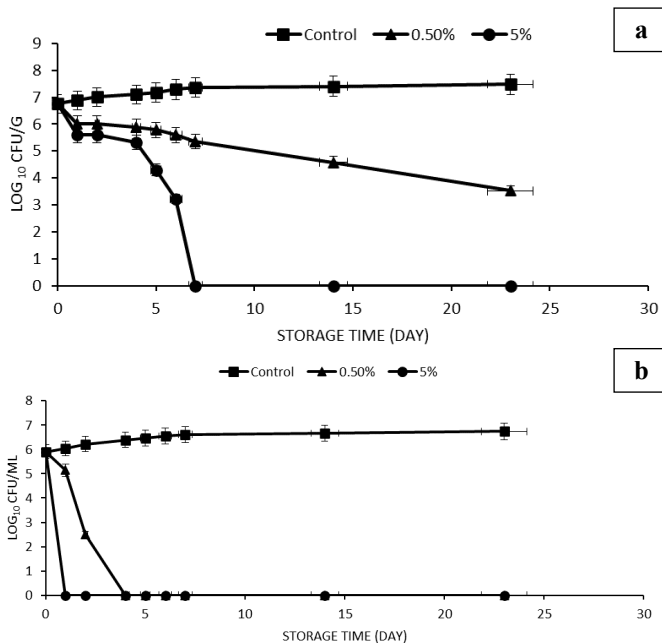 Control 0.50% 5%
a
9
8
7
6
5
4
3
2
1
0
LOG 10 CFU/G
0 5 10 15 20 25 30
STORAGE TIME (DAY)
b
Control 0.50% 5%
8
7
6
5
4
3
2
1
0
LOG10 CFU/ML
0 5 10 15 20 25 30
STORAGE TIME (DAY)